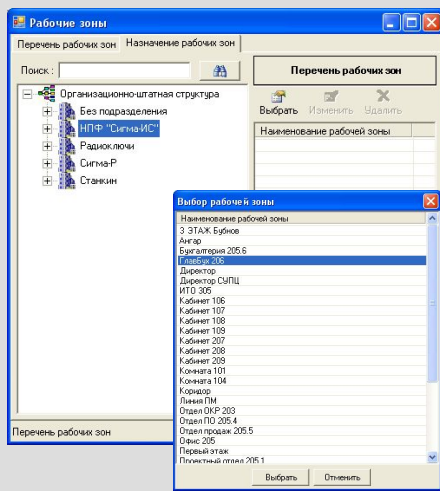 Рабочие зоны
Перечень рабочих зон Назначение рабочих зон
Поиск :
Перечень рабочих зон
Организационно-штатная структура
Без подразделения
НПФ "Сигма-ИС"
Радиоключи
Сигма-Р
Станкин
Выбрать Изменить Удалить
Наименование рабочей зоны
Выбор рабочей зоны
Наименование рабочей зоны
3 ЭТАЖ Бубнов
Ангар
Бухгалтерия 205.6
ГлавБух 206
Директор
Директор СУПЦ
ИТО 305
Кабинет 106
Кабинет 107
Кабинет 108
Кабинет 109
Кабинет 207
Кабинет 208
Кабинет 209
Комната 101
Комната 104
Коридор
Линия ПМ
Отдел ОКР 203
Отдел ПО 205.4
Отдел продаж 205.5
Офис 205
Первый этаж
Проектный отдел 205.1
Выбрать Отменить
Перечень рабочих зон